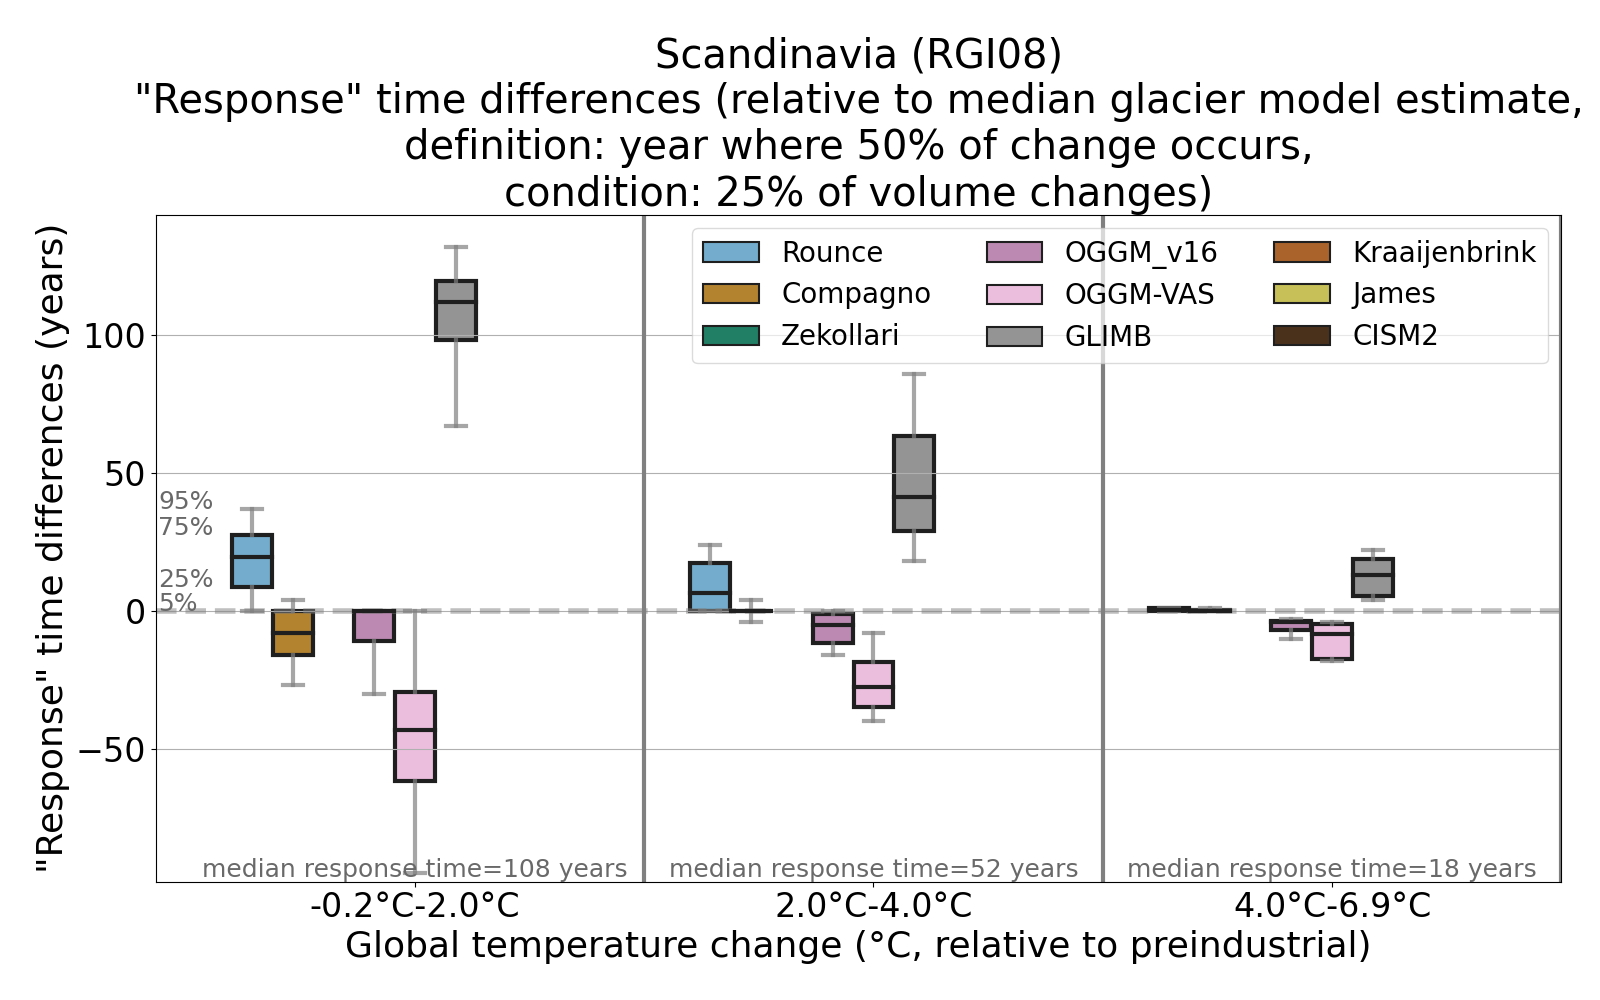 Scandinavia (RGI08)
"Response" time differences (relative to median glacier model estimate,
definition: year where 50% of change occurs,
condition: 25% of volume changes)
"Response" time differences (years)
100
50
0
−50
95%
75%
25%
5%
Rounce
Compagno
Zekollari
OGGM_v16
OGGM-VAS
GLIMB
Kraaijenbrink
James
CISM2
median response time=108 years
median response time=52 years
median response time=18 years
-0.2°C-2.0°C
2.0°C-4.0°C
4.0°C-6.9°C
Global temperature change (°C, relative to preindustrial)